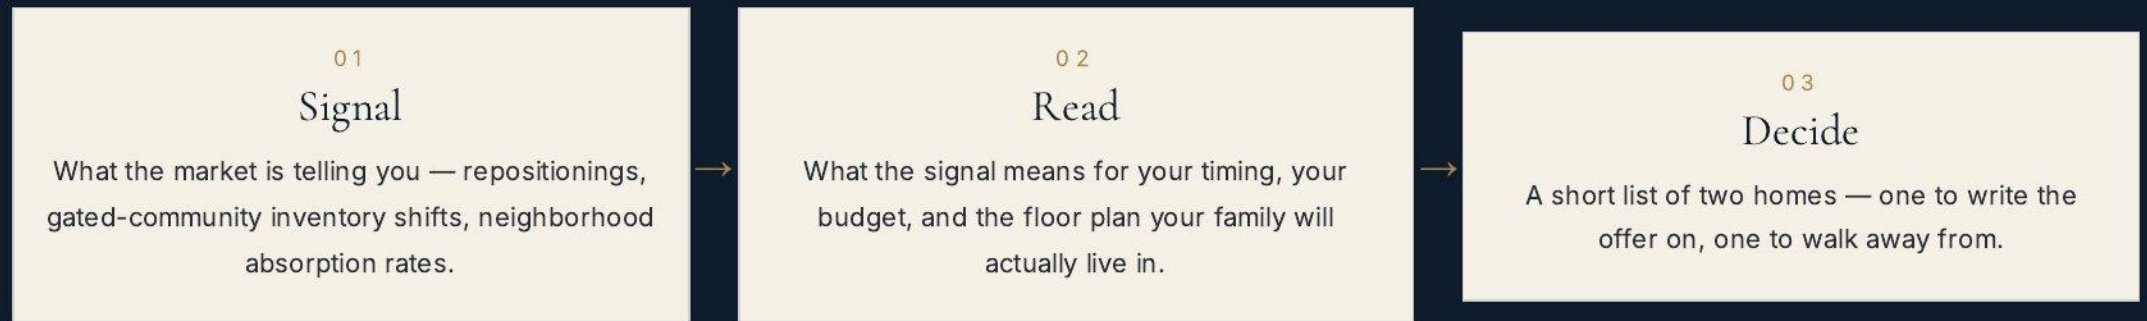 01
Signal
What the market is telling you — repositionings,
gated-community inventory shifts, neighborhood
absorption rates.
→
02
Read
What the signal means for your timing, your
budget, and the floor plan your family will
actually live in.
→
03
Decide
A short list of two homes — one to write the
offer on, one to walk away from.